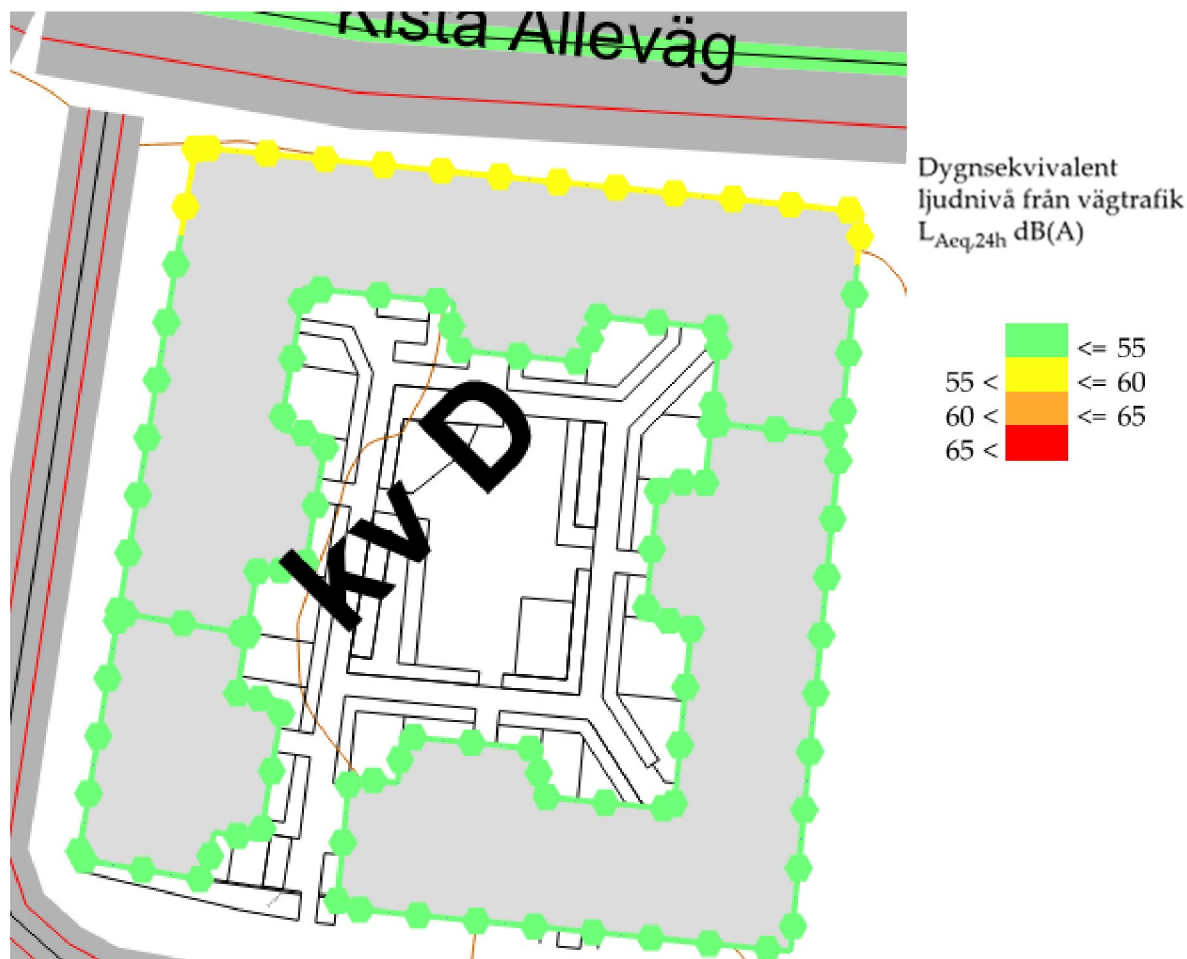 Kista Alleväg
Kv D
Dygnsekvivalent
ljudnivå från vägtrafik
LAeq,24h dB(A)
<= 55
55 < <= 60
60 < <= 65
65 <